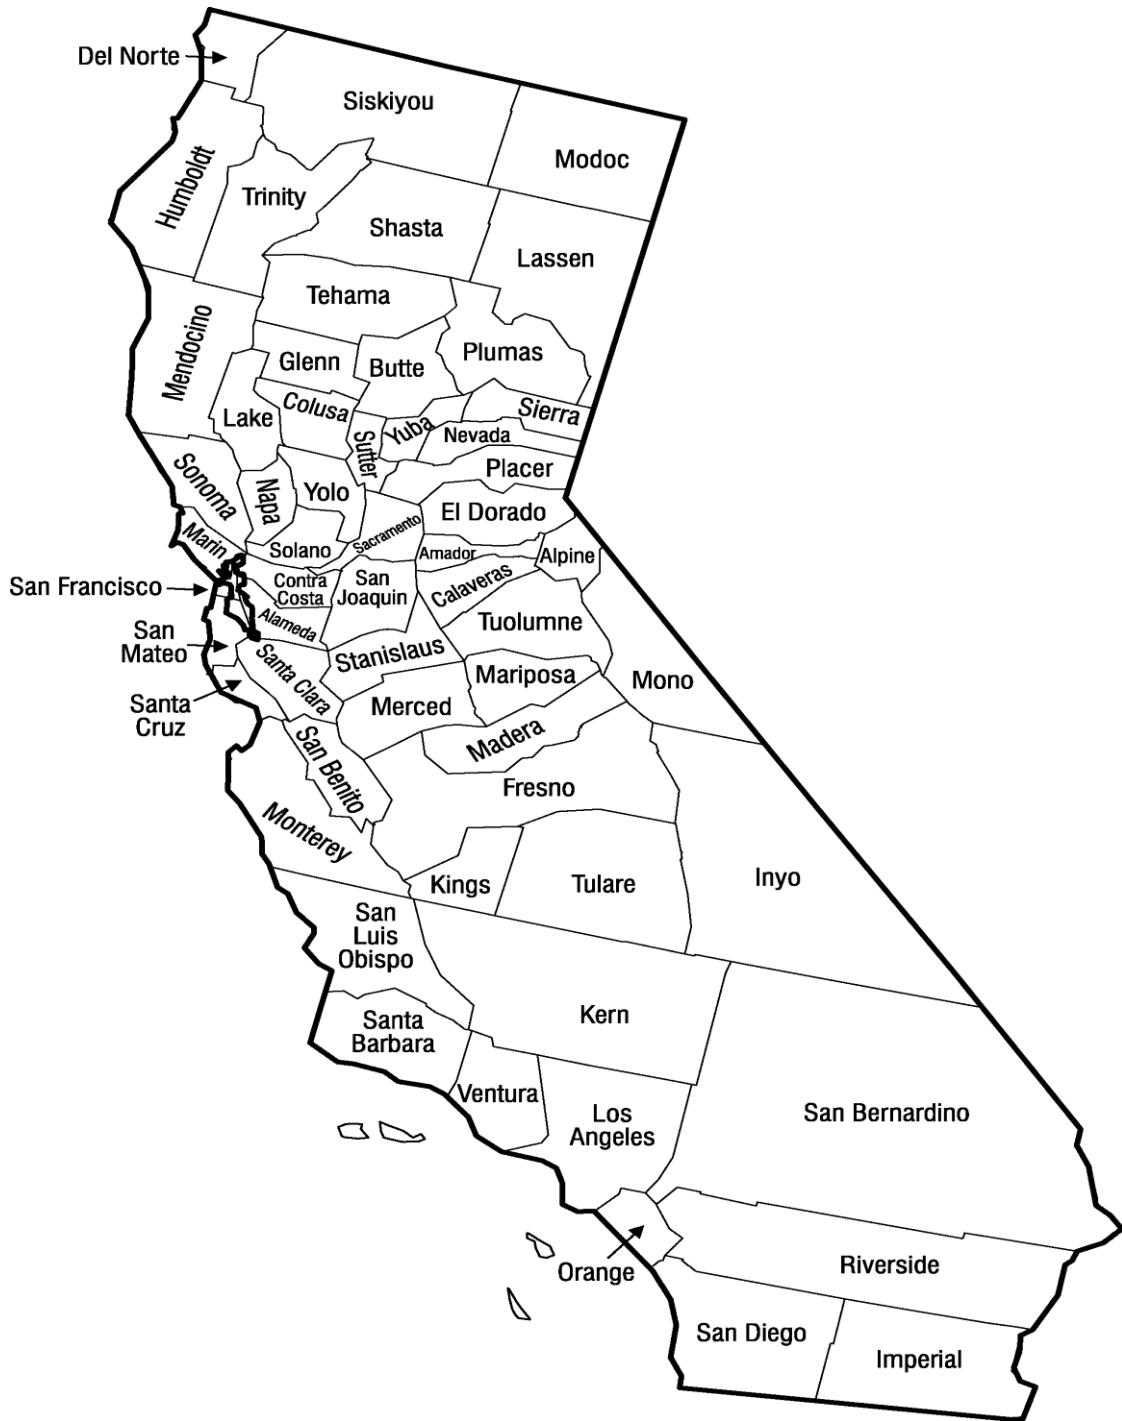 Del Norte
Siskiyou
Modoc
Humboldt
Trinity
Shasta
Lassen
Tehama
Mendocino
Glenn
Butte
Plumas
Lake
Colusa
Sutter
Yuba
Sierra
Nevada
Placer
Sonoma
Napa
Yolo
El Dorado
Marin
Solano
Sacramento
Amador
Alpine
San Francisco
Contra
Costa
San
Joaquin
Calaveras
Alameda
Tuolumne
San
Mateo
Santa Clara
Stanislaus
Mariposa
Mono
Santa
Cruz
Merced
Madera
San Benito
Fresno
Monterey
Kings
Tulare
Inyo
San
Luis
Obispo
Kern
Santa
Barbara
Ventura
Los
Angeles
San Bernardino
Orange
Riverside
San Diego
Imperial